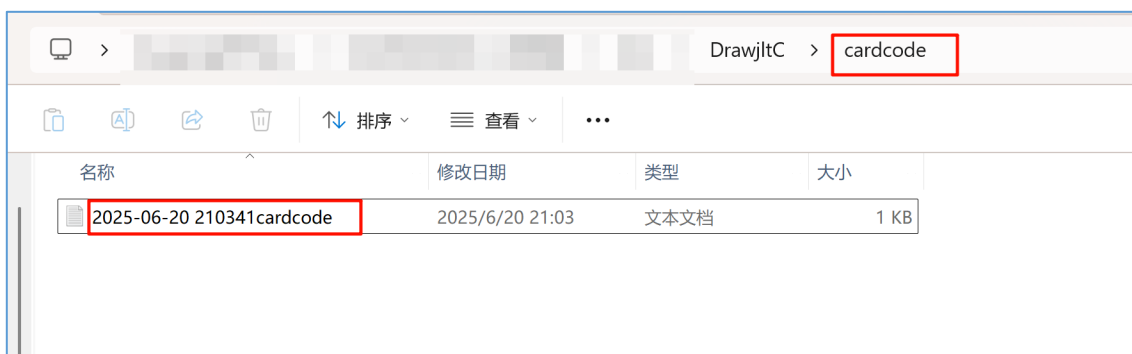 > DrawjItC > cardcode
排序 查看 •••
名称 修改日期 类型 大小
2025-06-20 210341cardcode 2025/6/20 21:03 文本文档 1 KB